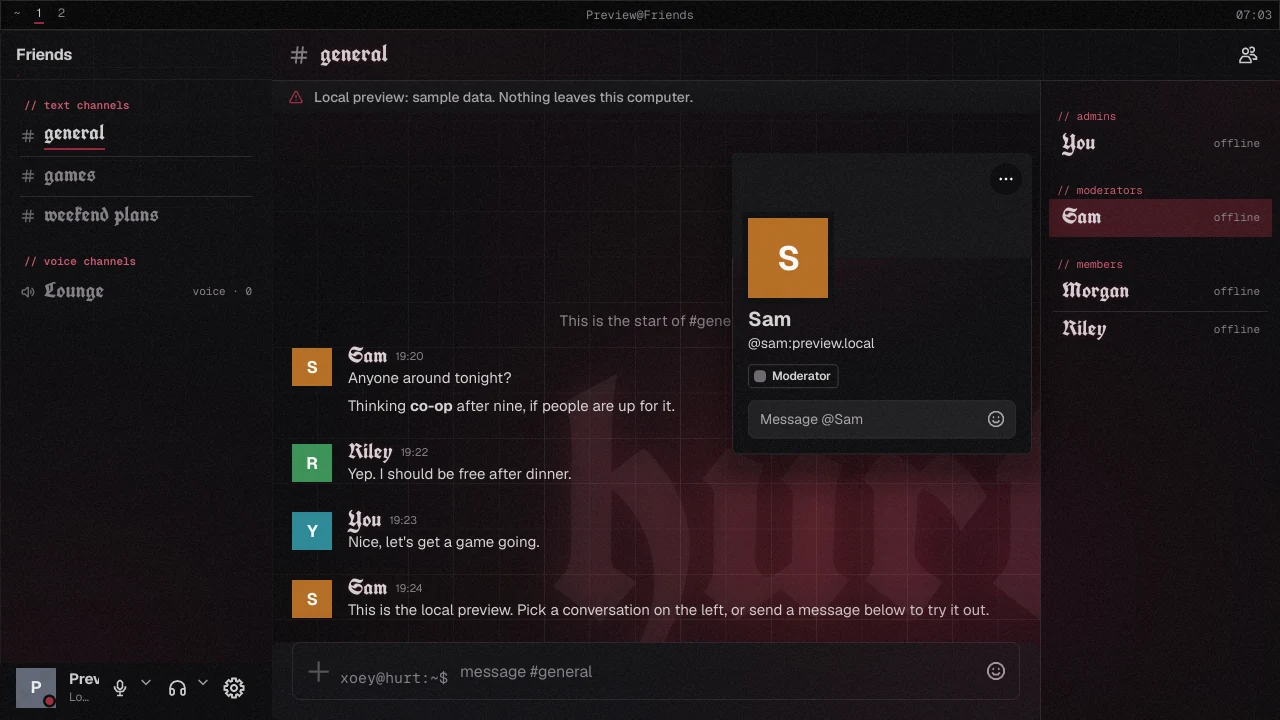 ~ 1 2
Preview@Friends
07:03
Friends
// text channels
# general
# games
# weekend plans
// voice channels
Lounge
voice · 0
Prev
Lo...
# general
Local preview: sample data. Nothing leaves this computer.
This is the start of #gene
S
Sam 19:20
Anyone around tonight?
Thinking co-op after nine, if people are up for it.
R
Riley 19:22
Yep. I should be free after dinner.
Y
You 19:23
Nice, let's get a game going.
S
Sam 19:24
This is the local preview. Pick a conversation on the left, or send a message below to try it out.
hurt
P
xoey@hurt:~$ message #general
S
Sam
@sam:preview.local
Moderator
Message @Sam
// admins
You offline
// moderators
Sam offline
// members
Morgan offline
Riley offline